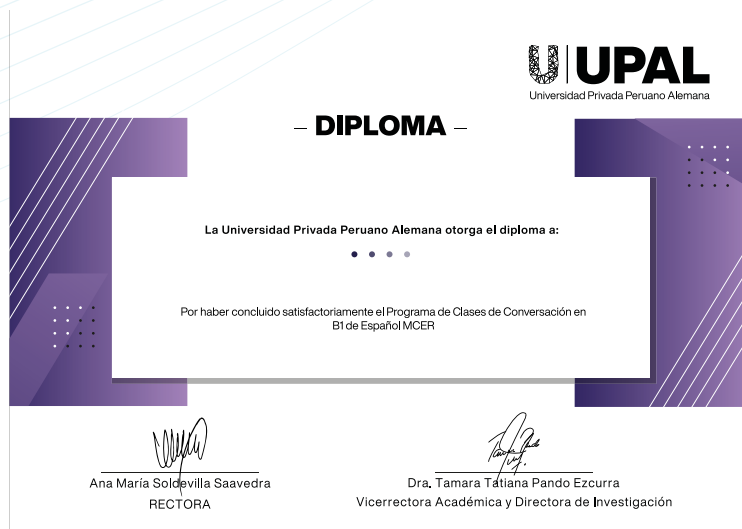 UPAL
Universidad Privada Peruano Alemana
– DIPLOMA –
La Universidad Privada Peruano Alemana otorga el diploma a:
Por haber concluido satisfactoriamente el Programa de Clases de Conversación en
B1 de Español MCER
Ana María Soldevilla Saavedra
RECTORA
Dra. Tamara Tatiana Pando Ezcurra
Vicerrectora Académica y Directora de Investigación